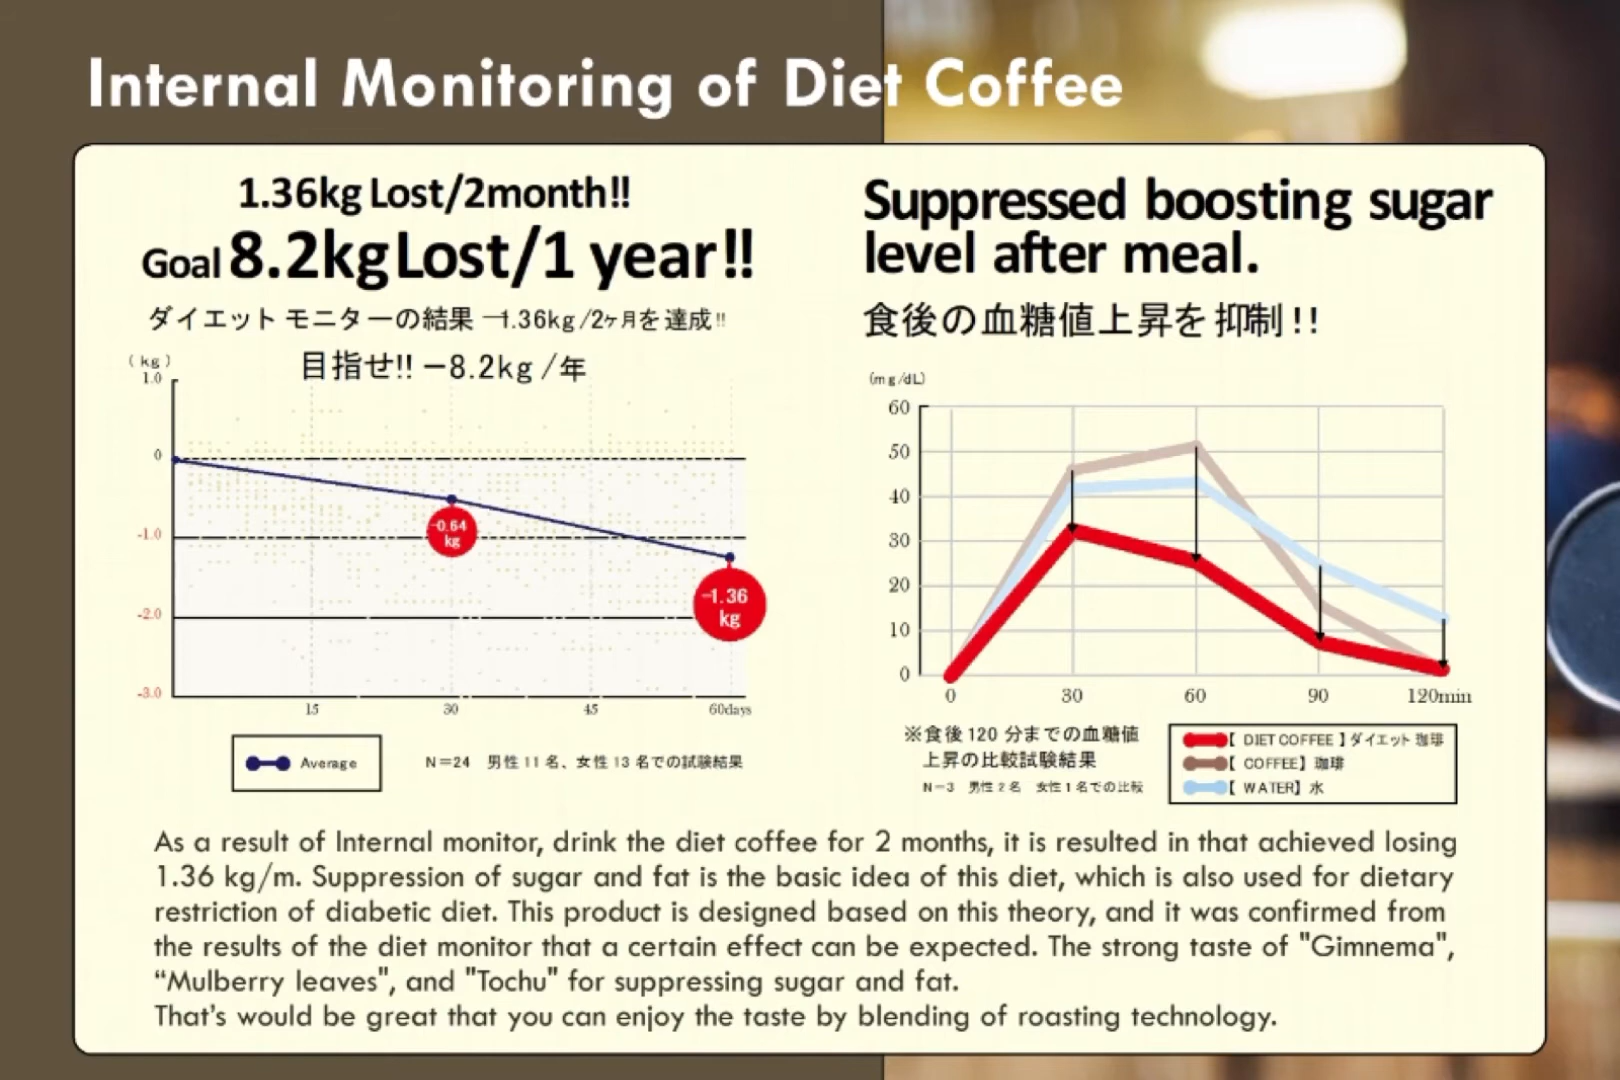 Internal Monitoring of Diet Coffee
1.36kg Lost/2month!!
Goal 8.2kg Lost/1 year!!
ダイエット モニターの結果 −1.36kg/2ヶ月を達成!!
目指せ!! −8.2kg/年
(kg)
1.0
0
-1.0
-2.0
-3.0
-0.64
kg
-1.36
kg
15 30 45 60days
Average
N=24 男性11名、女性13名での試験結果
Suppressed boosting sugar
level after meal.
食後の血糖値上昇を抑制!!
(mg/dL)
60
50
40
30
20
10
0
0 30 60 90 120min
※食後120分までの血糖値
上昇の比較試験結果
N=3 男性2名 女性1名での比較
【 DIET COFFEE 】ダイエット珈琲
【 COFFEE】珈琲
【 WATER】水
As a result of Internal monitor, drink the diet coffee for 2 months, it is resulted in that achieved losing
1.36 kg/m. Suppression of sugar and fat is the basic idea of this diet, which is also used for dietary
restriction of diabetic diet. This product is designed based on this theory, and it was confirmed from
the results of the diet monitor that a certain effect can be expected. The strong taste of "Gimnema",
“Mulberry leaves", and "Tochu" for suppressing sugar and fat.
That’s would be great that you can enjoy the taste by blending of roasting technology.